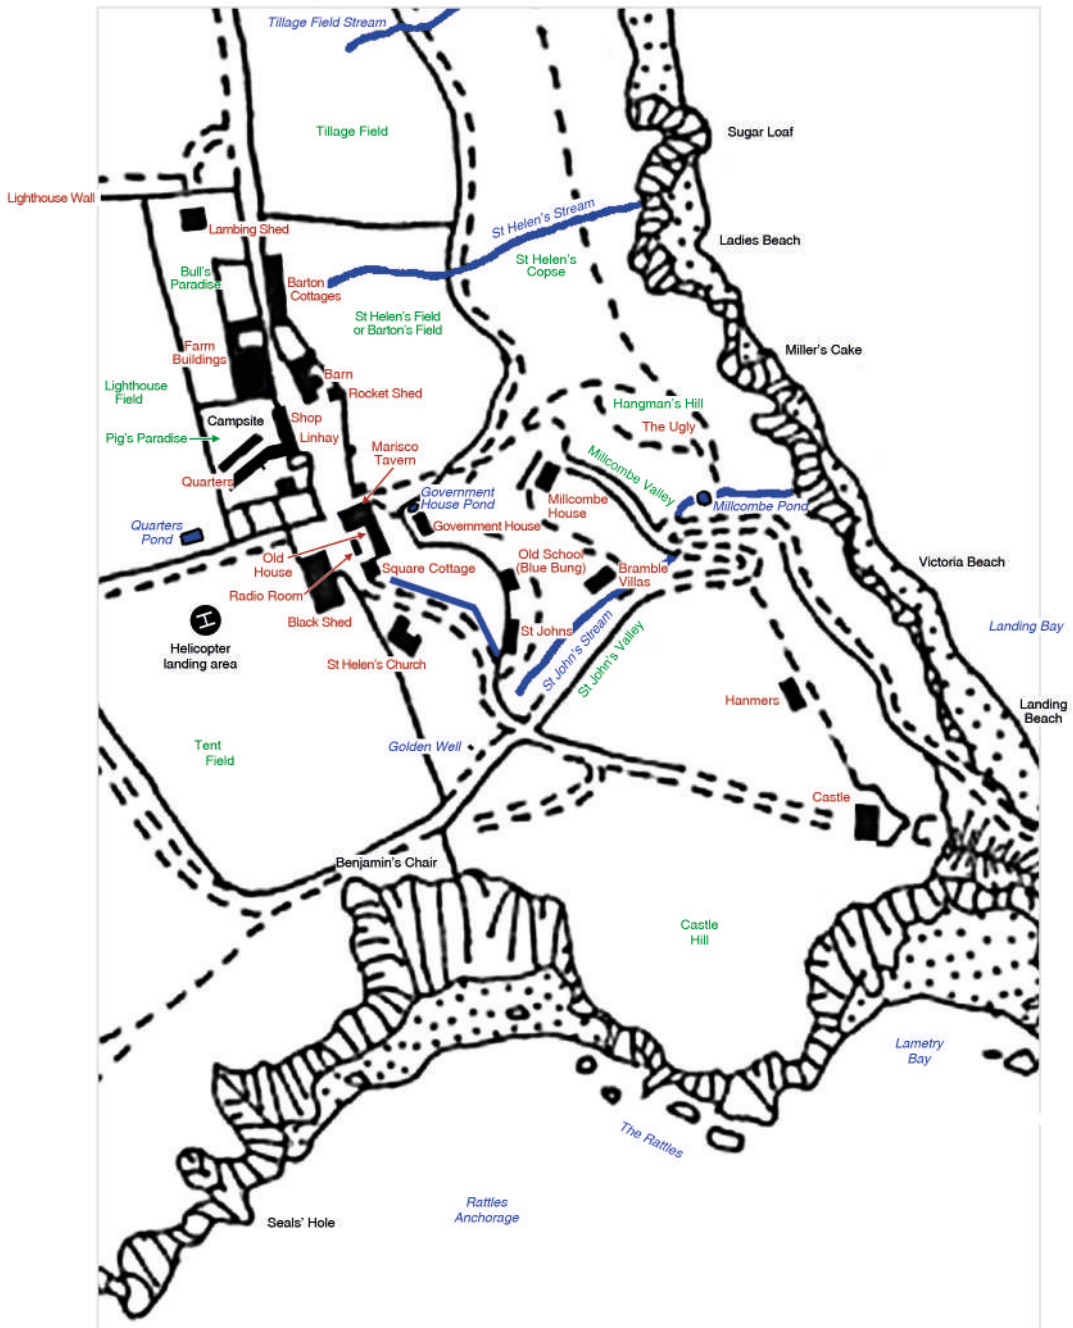 Tillage Field Stream
Tillage Field
Sugar Loaf
Lighthouse Wall
Lambing Shed
St Helen's Stream
Ladies Beach
Bull's
Paradise
Barton
Cottages
St Helen's
Copse
St Helen's Field
or Barton's Field
Farm
Buildings
Miller's Cake
Barn
Rocket Shed
Lighthouse
Field
Hangman's Hill
The Ugly
Campsite
Shop
Linhay
Pig's Paradise
Marisco
Tavern
Millcombe Valley
Quarters
Government
House Pond
Millcombe
House
Millcombe Pond
Quarters
Pond
Government House
Old
House
Square Cottage
Old School
(Blue Bung)
Bramble
Villas
Victoria Beach
Radio Room
Black Shed
Landing Bay
Helicopter
landing area
St Helen's Church
St Johns
St John's Stream
St John's Valley
Hanmers
Landing
Beach
Tent
Field
Golden Well
Castle
Benjamin's Chair
Castle
Hill
Lametry
Bay
The Rattles
Rattles
Anchorage
Seals' Hole
H